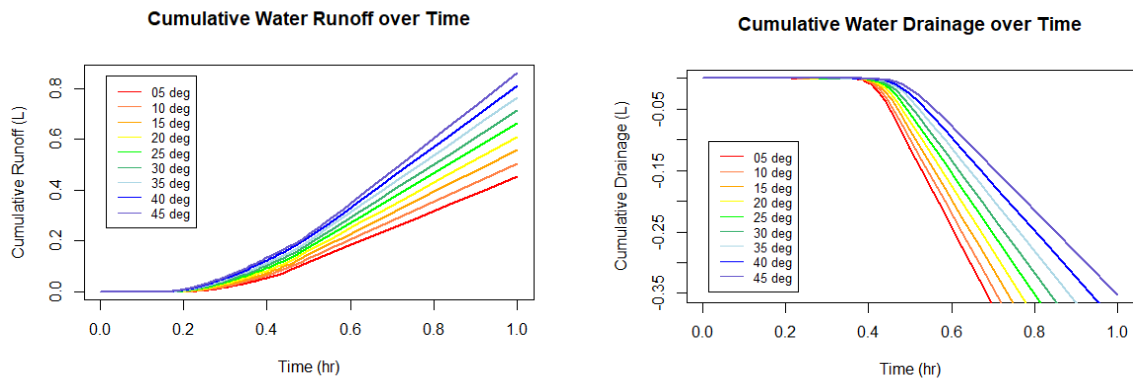 Cumulative Water Runoff over Time
Cumulative Runoff (L)
0.8
0.6
0.4
0.2
0.0
05 deg
10 deg
15 deg
20 deg
25 deg
30 deg
35 deg
40 deg
45 deg
0.0 0.2 0.4 0.6 0.8 1.0
Time (hr)
Cumulative Water Drainage over Time
Cumulative Drainage (L)
-0.05
-0.15
-0.25
-0.35
05 deg
10 deg
15 deg
20 deg
25 deg
30 deg
35 deg
40 deg
45 deg
0.0 0.2 0.4 0.6 0.8 1.0
Time (hr)